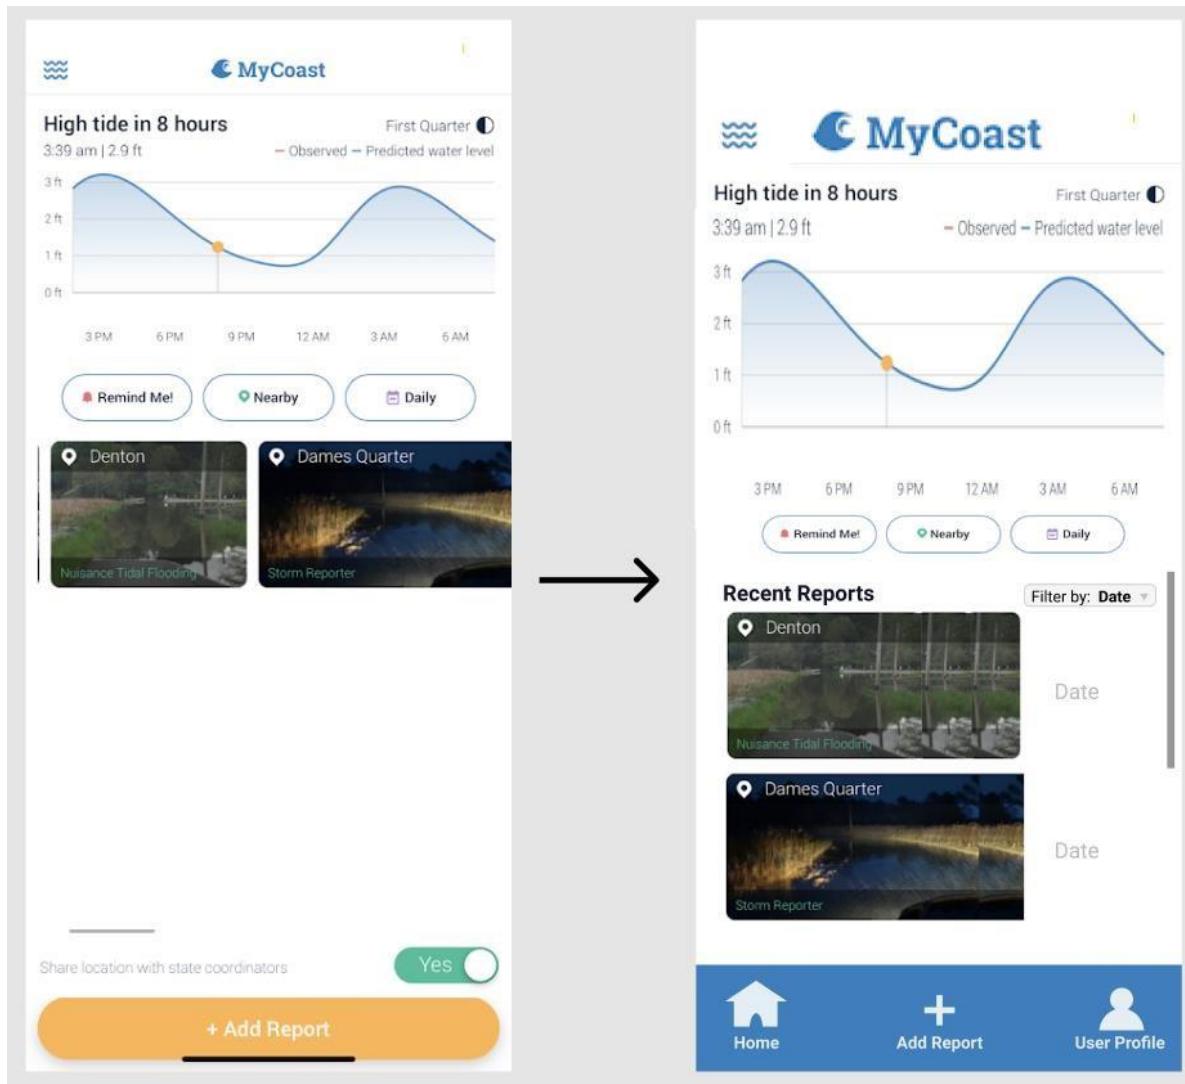 MyCoast
High tide in 8 hours
First Quarter
3:39 am | 2.9 ft
Observed
Predicted water level
3 ft
2 ft
1 ft
0 ft
3 PM 6 PM 9 PM 12 AM 3 AM 6 AM
Remind Me!
Nearby
Daily
Denton
Nuisance Tidal Flooding
Dames Quarter
Storm Reporter
Share location with state coordinators
Yes
+ Add Report
MyCoast
High tide in 8 hours
First Quarter
3:39 am | 2.9 ft
Observed
Predicted water level
3 ft
2 ft
1 ft
0 ft
3 PM 6 PM 9 PM 12 AM 3 AM 6 AM
Remind Me!
Nearby
Daily
Recent Reports
Filter by: Date
Denton
Nuisance Tidal Flooding
Date
Dames Quarter
Storm Reporter
Date
Home
Add Report
User Profile